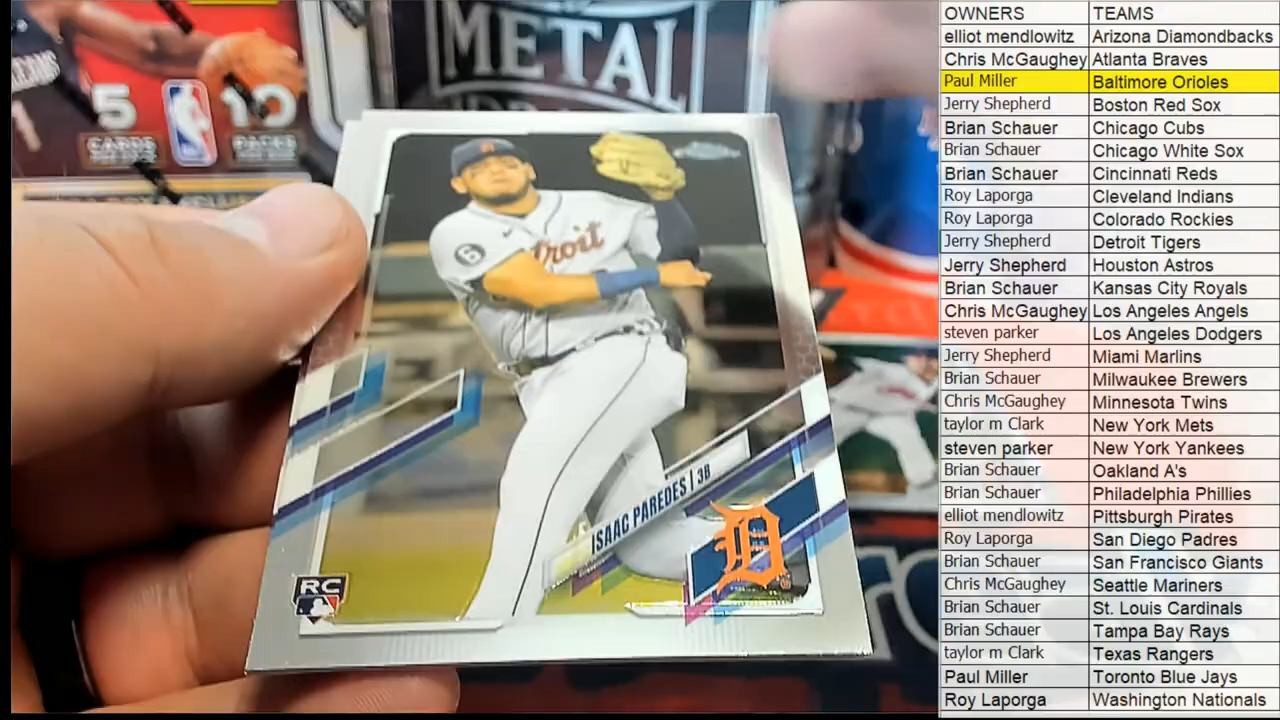 METAL
5
CARDS
10
PACKS
NBA
6
Detroit
ISAAC PAREDES | 3B
D
RC
OWNERS TEAMS
elliot mendlowitz Arizona Diamondbacks
Chris McGaughey Atlanta Braves
Paul Miller Baltimore Orioles
Jerry Shepherd Boston Red Sox
Brian Schauer Chicago Cubs
Brian Schauer Chicago White Sox
Brian Schauer Cincinnati Reds
Roy Laporga Cleveland Indians
Roy Laporga Colorado Rockies
Jerry Shepherd Detroit Tigers
Jerry Shepherd Houston Astros
Brian Schauer Kansas City Royals
Chris McGaughey Los Angeles Angels
steven parker Los Angeles Dodgers
Jerry Shepherd Miami Marlins
Brian Schauer Milwaukee Brewers
Chris McGaughey Minnesota Twins
taylor m Clark New York Mets
steven parker New York Yankees
Brian Schauer Oakland A's
Brian Schauer Philadelphia Phillies
elliot mendlowitz Pittsburgh Pirates
Roy Laporga San Diego Padres
Brian Schauer San Francisco Giants
Chris McGaughey Seattle Mariners
Brian Schauer St. Louis Cardinals
Brian Schauer Tampa Bay Rays
taylor m Clark Texas Rangers
Paul Miller Toronto Blue Jays
Roy Laporga Washington Nationals